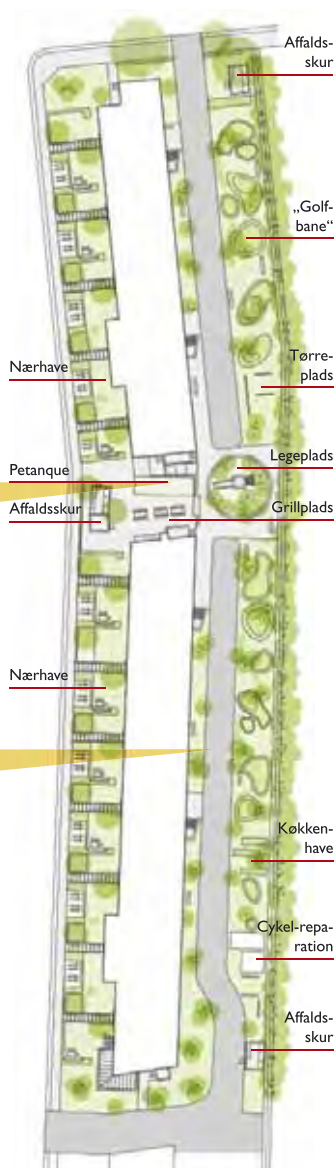 Affalds-
skur
„Golf-
bane“
Tørre-
plads
Nærhave
Legeplads
Petanque
Affaldsskur
Grillplads
Nærhave
Køkken-
have
Cykel-repa-
ration
Affalds-
skur